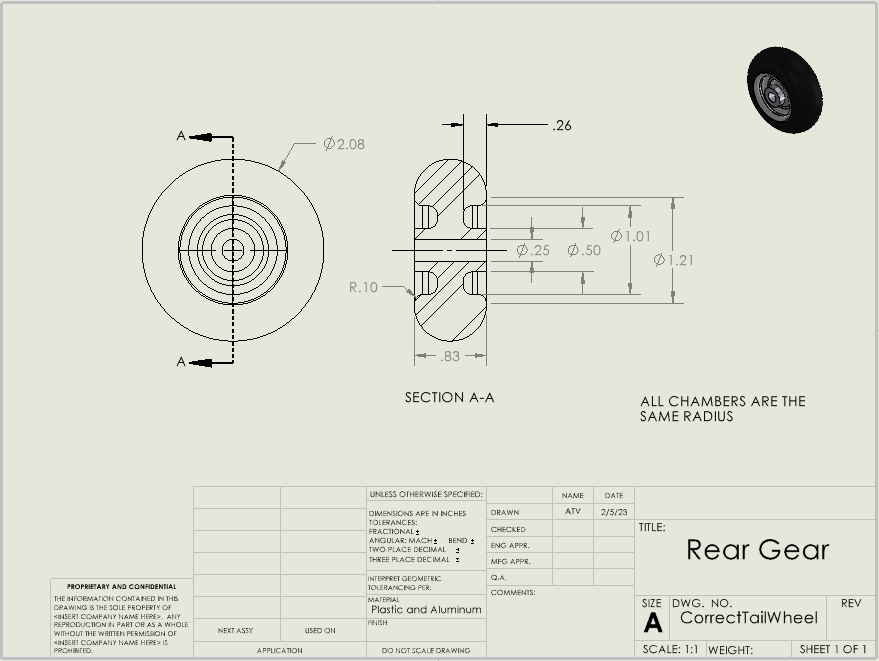 A
⌀2.08
.26
⌀.25
⌀.50
⌀1.01
⌀1.21
R.10
A
.83
SECTION A-A
ALL CHAMBERS ARE THE
SAME RADIUS
PROPRIETARY AND CONFIDENTIAL
THE INFORMATION CONTAINED IN THIS
DRAWING IS THE SOLE PROPERTY OF
<INSERT COMPANY NAME HERE>. ANY
REPRODUCTION IN PART OR AS A WHOLE
WITHOUT THE WRITTEN PERMISSION OF
<INSERT COMPANY NAME HERE> IS
PROHIBITED.
NEXT ASSY
USED ON
APPLICATION
UNLESS OTHERWISE SPECIFIED:
DIMENSIONS ARE IN INCHES
TOLERANCES:
FRACTIONAL ±
ANGULAR: MACH ± BEND ±
TWO PLACE DECIMAL ±
THREE PLACE DECIMAL ±
INTERPRET GEOMETRIC
TOLERANCING PER:
MATERIAL
Plastic and Aluminum
FINISH
DO NOT SCALE DRAWING
NAME
DATE
DRAWN
ATV
2/5/23
CHECKED
ENG APPR.
MFG APPR.
Q.A.
COMMENTS:
TITLE:
Rear Gear
SIZE
A
DWG. NO.
CorrectTailWheel
REV
SCALE: 1:1
WEIGHT:
SHEET 1 OF 1